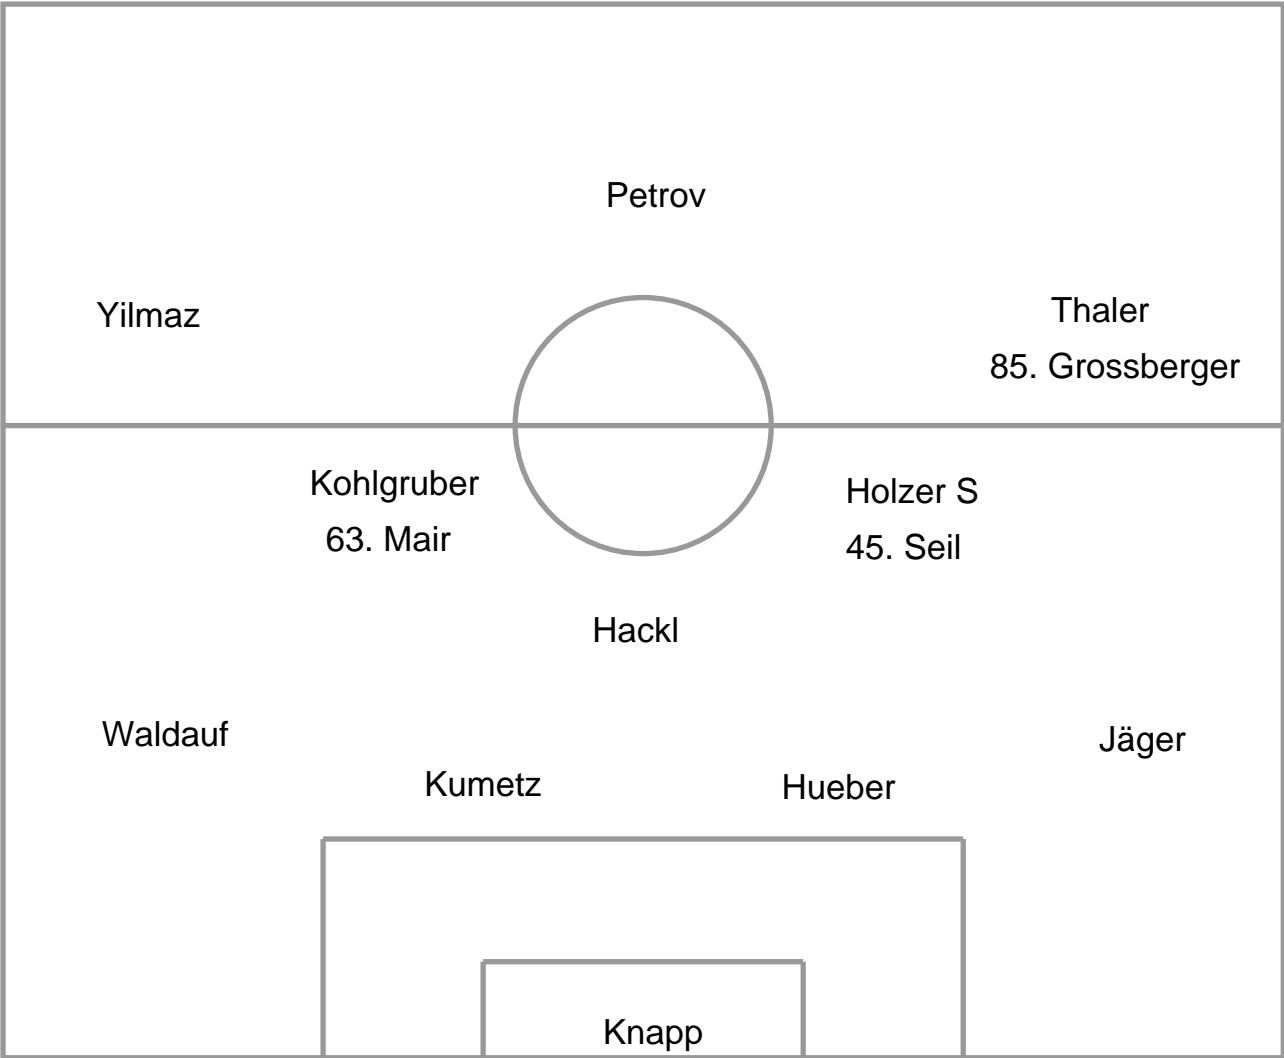 Petrov
Yilmaz
Thaler
85. Grossberger
Kohlgruber
63. Mair
Holzer S
45. Seil
Hackl
Waldauf
Jäger
Kumetz
Hueber
Knapp